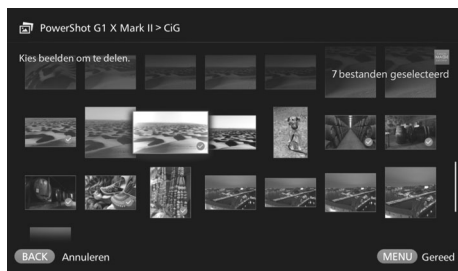 PowerShot G1 X Mark II > CiG
Kies beelden om te delen.
7 bestanden geselecteerd
BACK Annuleren
MENU Gereed